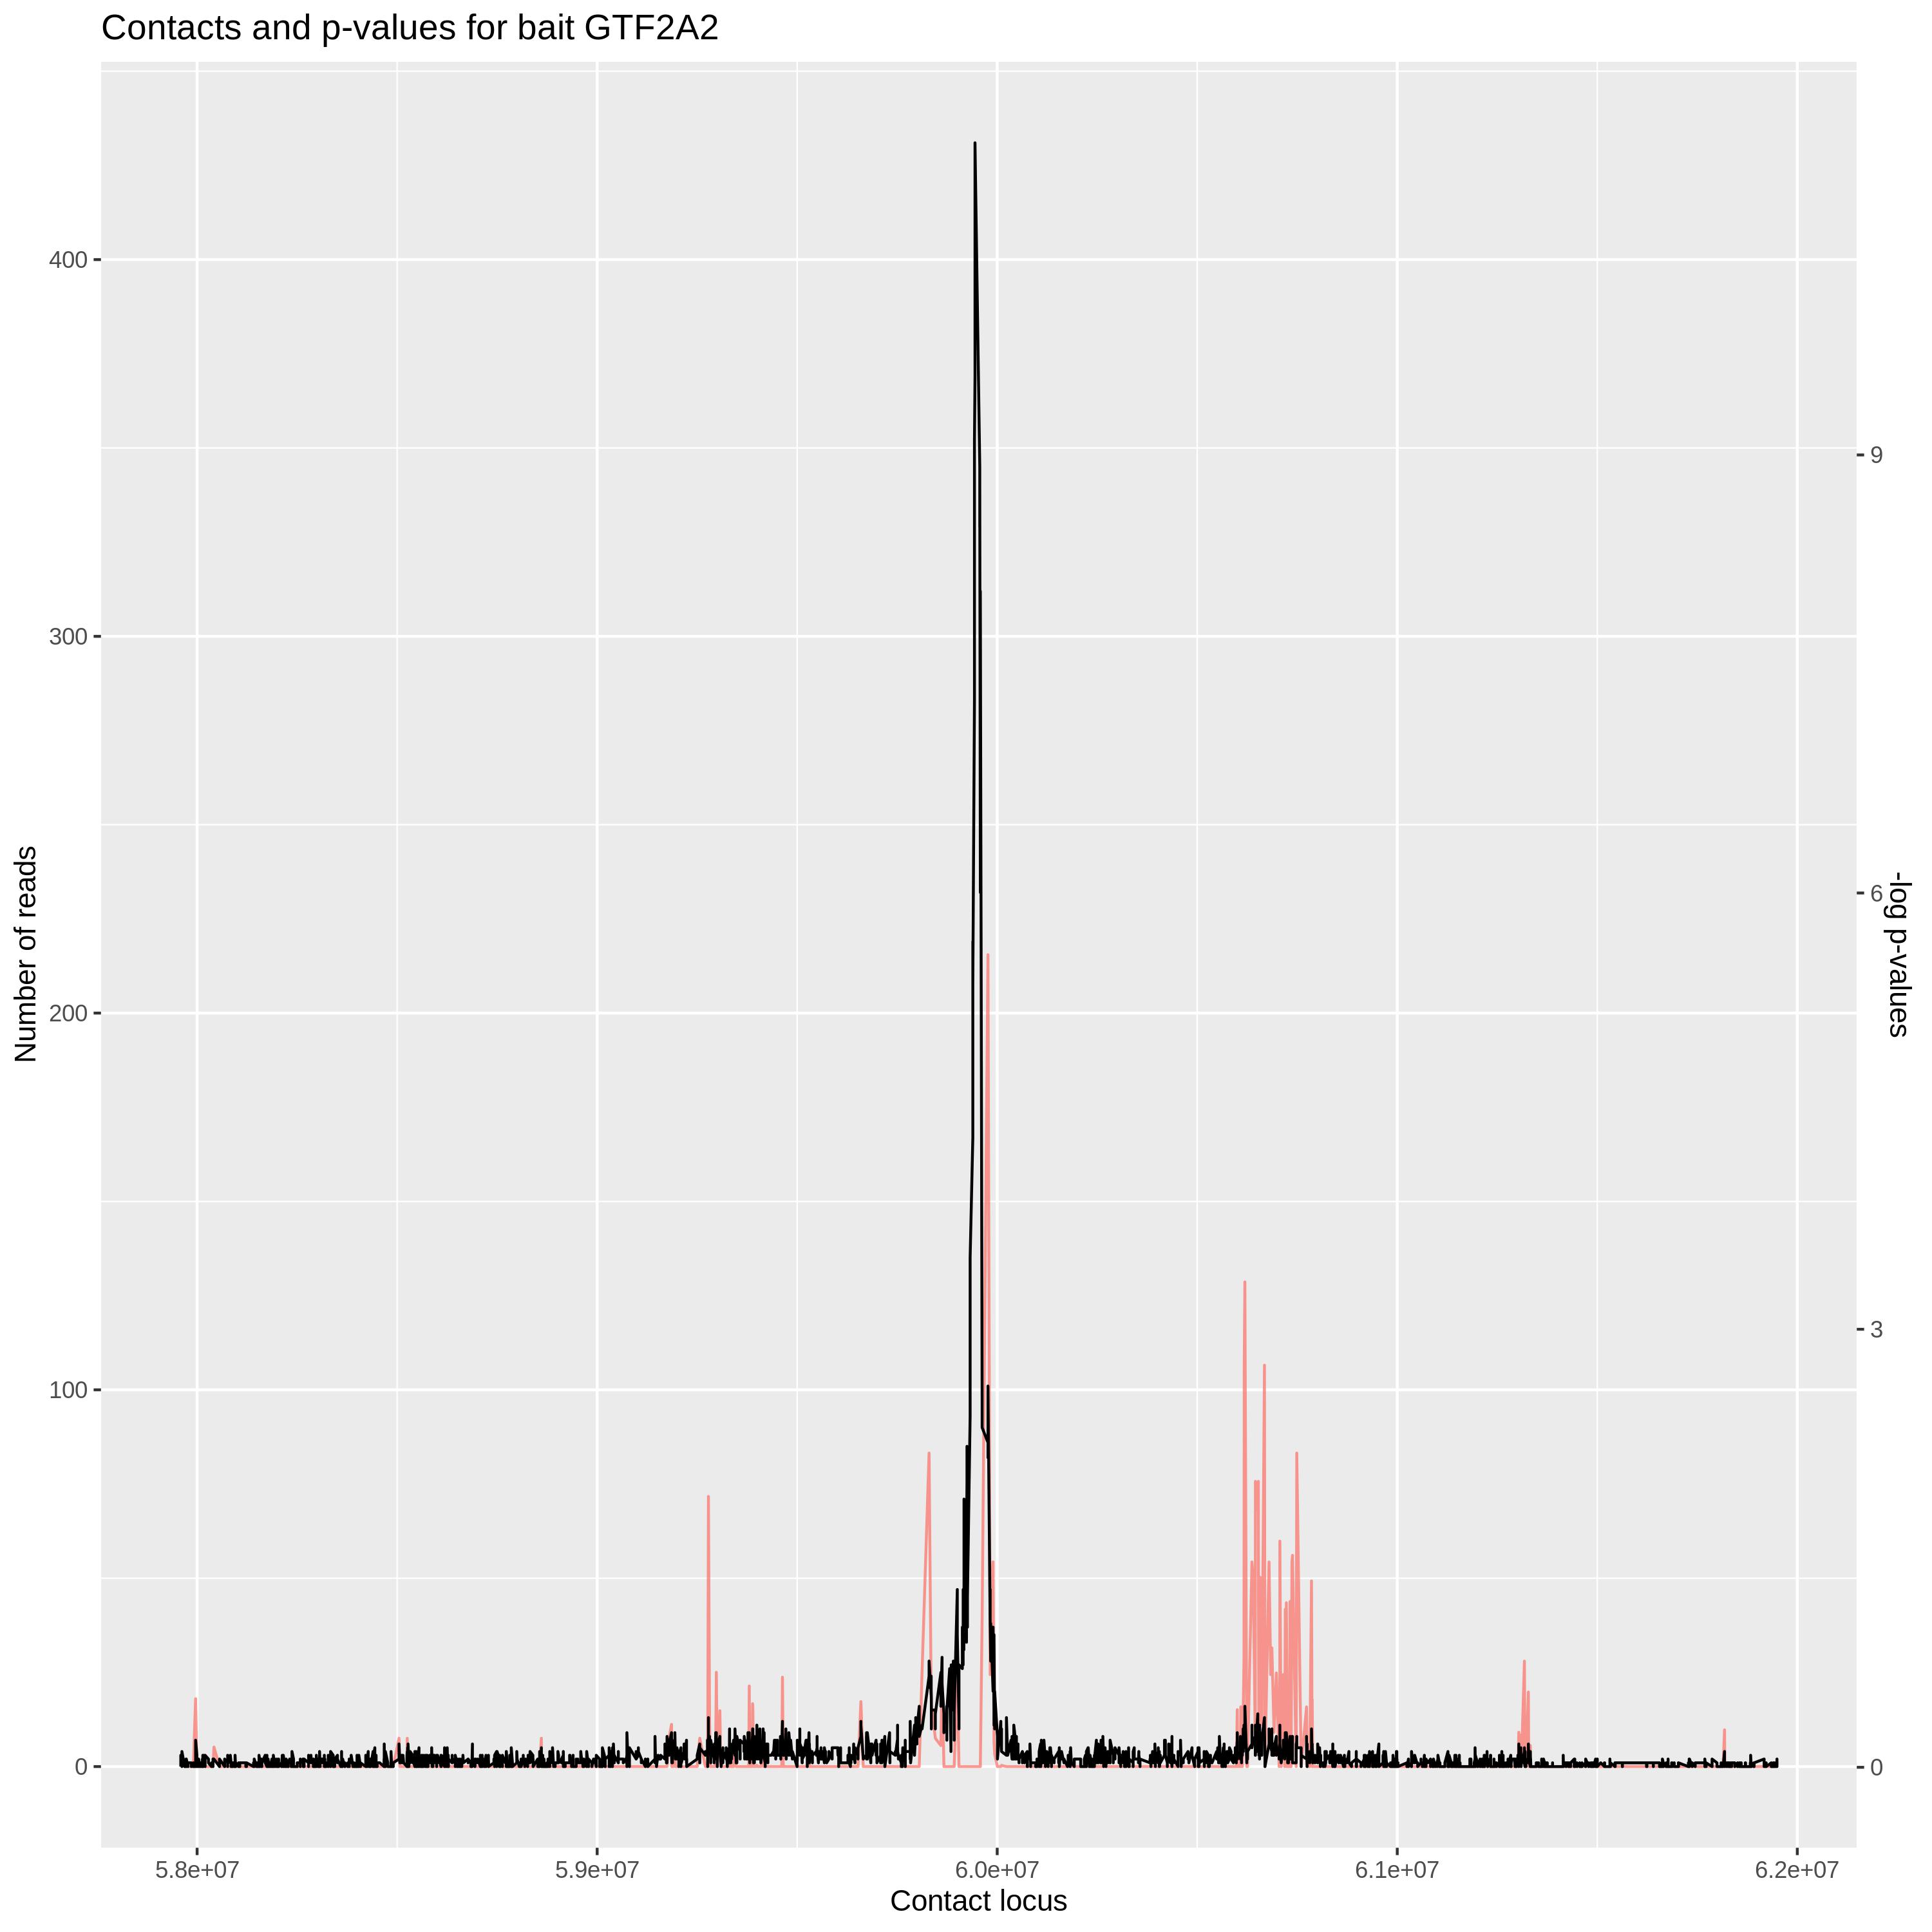 Contacts and p-values for bait GTF2A2
400
300
200
100
0
Number of reads
9
6
3
0
-log p-values
5.8e+07
5.9e+07
6.0e+07
6.1e+07
6.2e+07
Contact locus